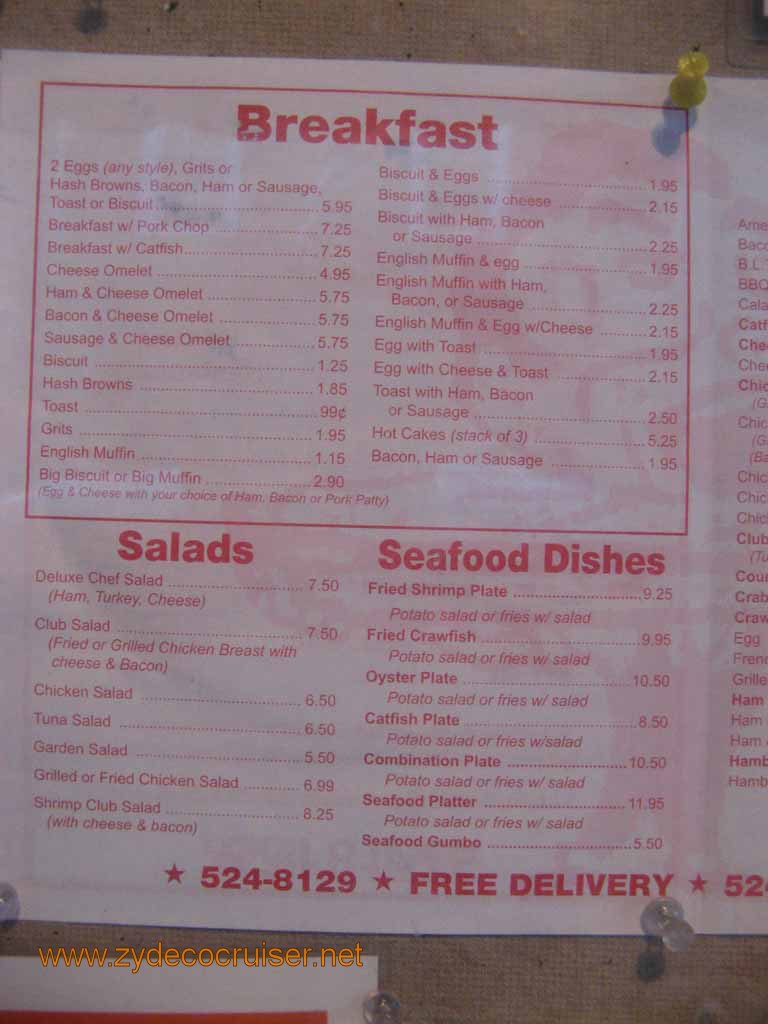 Breakfast
2 Eggs (any style), Grits or
Hash Browns, Bacon, Ham or Sausage,
Toast or Biscuit 5.95
Breakfast w/ Pork Chop 7.25
Breakfast w/ Catfish 7.25
Cheese Omelet 4.95
Ham & Cheese Omelet 5.75
Bacon & Cheese Omelet 5.75
Sausage & Cheese Omelet 5.75
Biscuit 1.25
Hash Browns 1.85
Toast 99¢
Grits 1.95
English Muffin 1.15
Big Biscuit or Big Muffin 2.90
(Egg & Cheese with your choice of Ham, Bacon or Pork Patty)
Biscuit & Eggs 1.95
Biscuit & Eggs w/ cheese 2.15
Biscuit with Ham, Bacon
or Sausage 2.25
English Muffin & egg 1.95
English Muffin with Ham,
Bacon, or Sausage 2.25
English Muffin & Egg w/Cheese 2.15
Egg with Toast 1.95
Egg with Cheese & Toast 2.15
Toast with Ham, Bacon
or Sausage 2.50
Hot Cakes (stack of 3) 5.25
Bacon, Ham or Sausage 1.95
Salads
Deluxe Chef Salad 7.50
(Ham, Turkey, Cheese)
Club Salad 7.50
(Fried or Grilled Chicken Breast with
cheese & Bacon)
Chicken Salad 6.50
Tuna Salad 6.50
Garden Salad 5.50
Grilled or Fried Chicken Salad 6.99
Shrimp Club Salad 8.25
(with cheese & bacon)
Seafood Dishes
Fried Shrimp Plate 9.25
Potato salad or fries w/ salad
Fried Crawfish 9.95
Potato salad or fries w/ salad
Oyster Plate 10.50
Potato salad or fries w/ salad
Catfish Plate 8.50
Potato salad or fries w/salad
Combination Plate 10.50
Potato salad or fries w/ salad
Seafood Platter 11.95
Potato salad or fries w/ salad
Seafood Gumbo 5.50
★ 524-8129 ★ FREE DELIVERY ★ 52
B.L.
BBQ
Egg
Ham
Ham
Ham
www.zydecocruiser.net